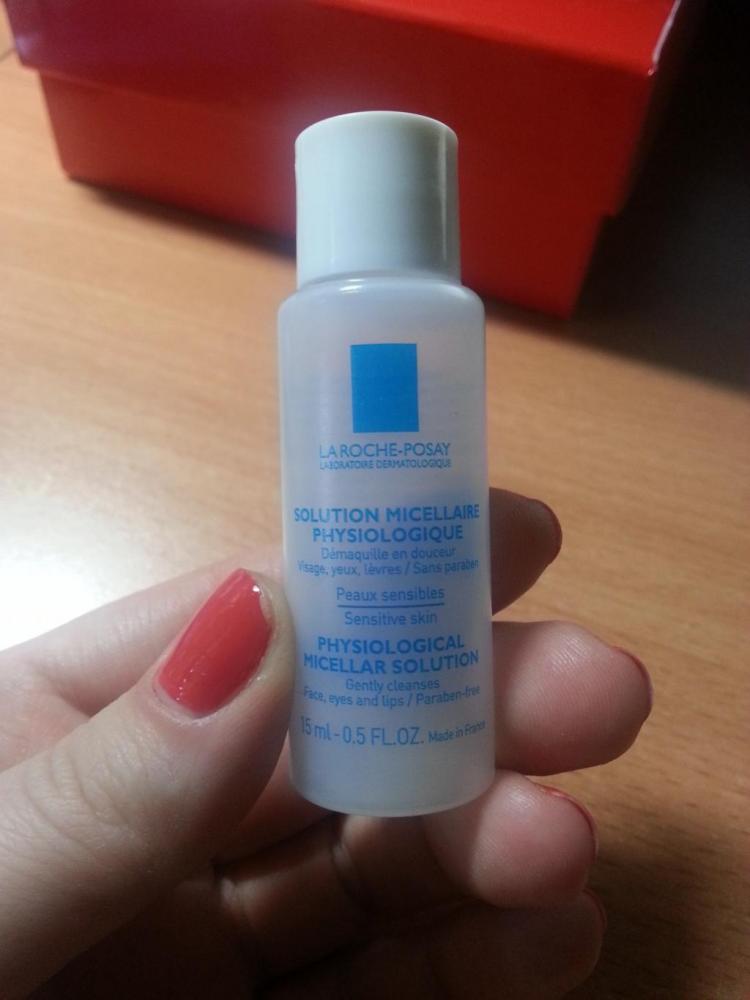 LA ROCHE-POSAY
LABORATOIRE DERMATOLOGIQUE
SOLUTION MICELLAIRE
PHYSIOLOGIQUE
Démaquille en douceur
Visage, yeux, lèvres / Sans paraben
Peaux sensibles
Sensitive skin
PHYSIOLOGICAL
MICELLAR SOLUTION
Gently cleanses
Face, eyes and lips / Paraben-free
15 ml - 0.5 FL.OZ. Made in France